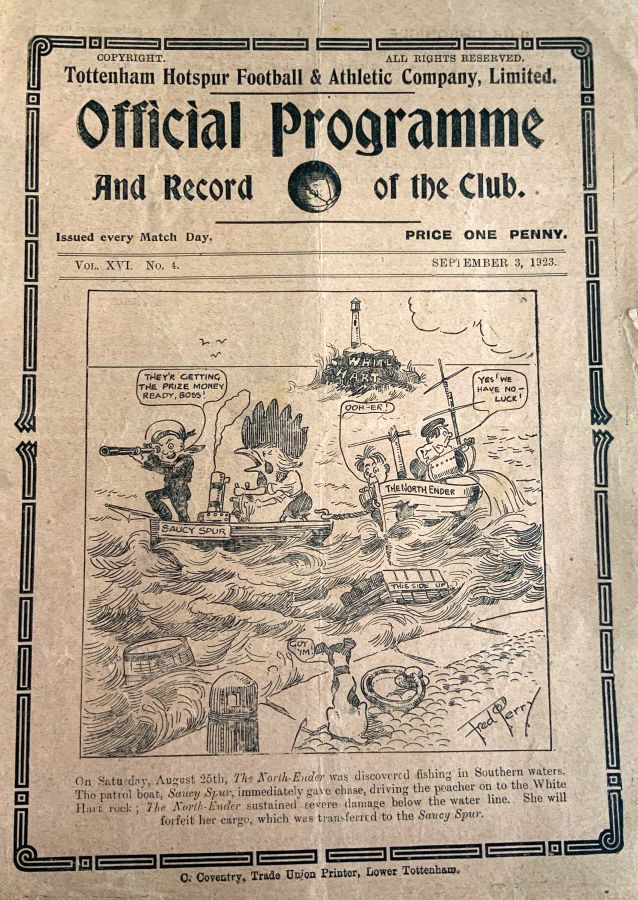 COPYRIGHT. ALL RIGHTS RESERVED.
Tottenham Hotspur Football & Athletic Company, Limited.
Official Programme
And Record of the Club.
Issued every Match Day. PRICE ONE PENNY.
VOL. XVI. No. 4. SEPTEMBER 3, 1923.
WHITE
HART
THEY'R GETTING
THE PRIZE MONEY
READY, BOSS!
OOH-ER!
YES! WE
HAVE NO -
LUCK!
THE NORTH ENDER
SAUCY SPUR
THIS SIDE UP
GOT
'IM!
Fred Perry
On Saturday, August 25th, The North-Ender was discovered fishing in Southern waters.
The patrol boat, Saucy Spur, immediately gave chase, driving the poacher on to the White
Hart rock; The North-Ender sustained severe damage below the water line. She will
forfeit her cargo, which was transferred to the Saucy Spur.
C. Coventry, Trade Union Printer, Lower Tottenham.